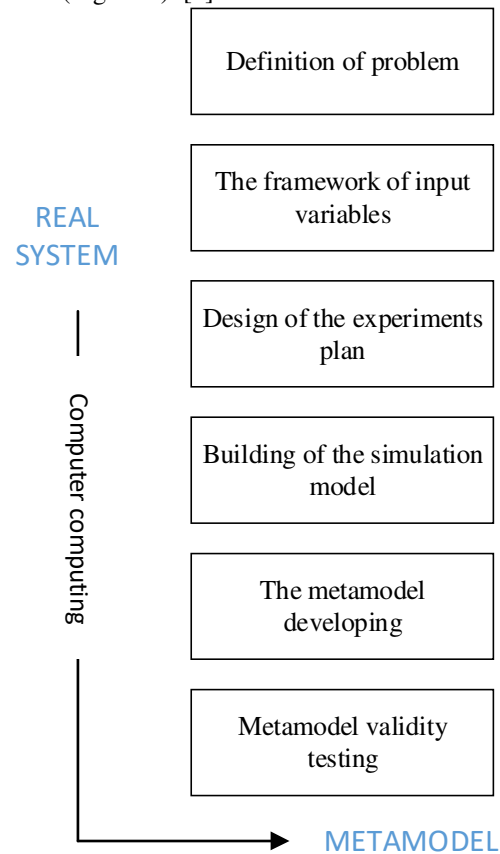 Definition of problem
The framework of input
variables
REAL
SYSTEM
Design of the experiments
plan
Computer computing
Building of the simulation
model
The metamodel
developing
Metamodel validity
testing
METAMODEL